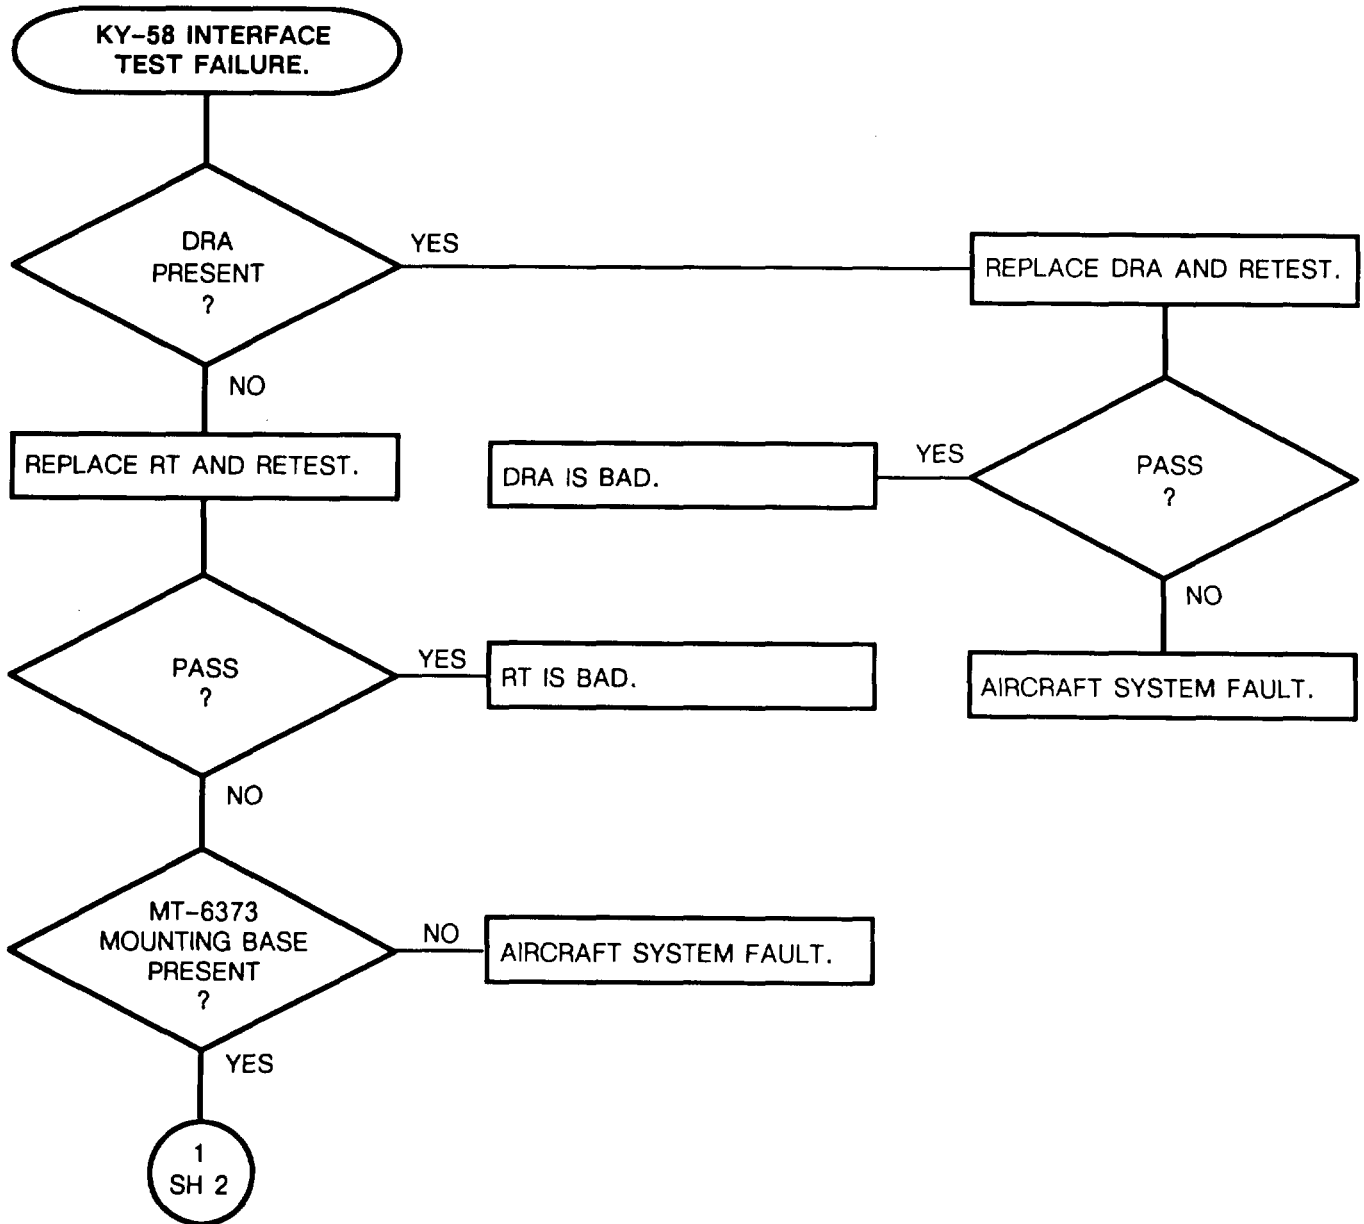 KY-58 INTERFACE
TEST FAILURE.
DRA
PRESENT
?
YES
REPLACE DRA AND RETEST.
NO
REPLACE RT AND RETEST.
DRA IS BAD.
YES
PASS
?
NO
AIRCRAFT SYSTEM FAULT.
PASS
?
YES
RT IS BAD.
NO
MT-6373
MOUNTING BASE
PRESENT
?
NO
AIRCRAFT SYSTEM FAULT.
YES
1
SH 2